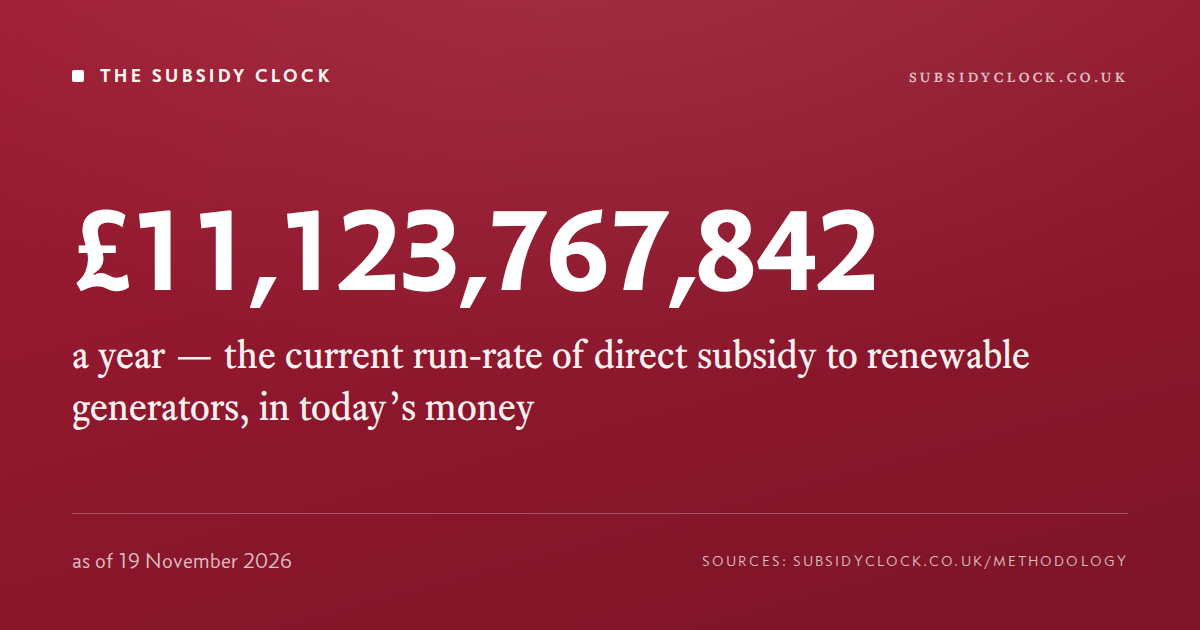 THE SUBSIDY CLOCK
SUBSIDYCLOCK.CO.UK
£11,123,767,842
a year — the current run-rate of direct subsidy to renewable
generators, in today’s money
as of 19 November 2026
SOURCES: SUBSIDYCLOCK.CO.UK/METHODOLOGY